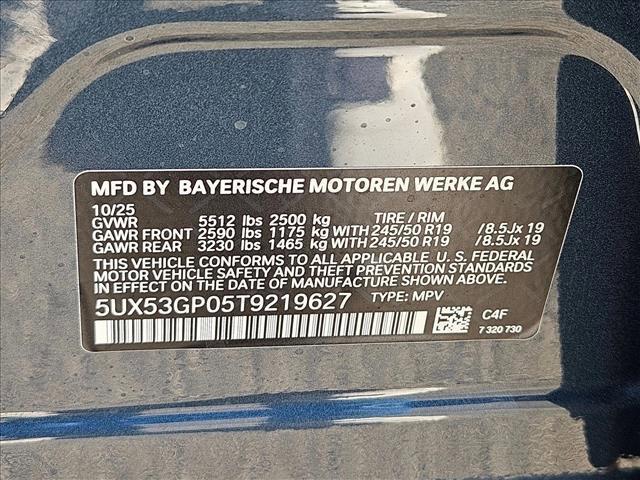 MFD BY BAYERISCHE MOTOREN WERKE AG
10/25
GVWR 5512 lbs 2500 kg TIRE / RIM
GAWR FRONT 2590 lbs 1175 kg WITH 245/50 R19 /8.5Jx 19
GAWR REAR 3230 lbs 1465 kg WITH 245/50 R19 /8.5Jx 19
THIS VEHICLE CONFORMS TO ALL APPLICABLE U. S. FEDERAL
MOTOR VEHICLE SAFETY AND THEFT PREVENTION STANDARDS
IN EFFECT ON THE DATE OF MANUFACTURE SHOWN ABOVE.
5UX53GP05T9219627 TYPE: MPV
C4F
7 320 730